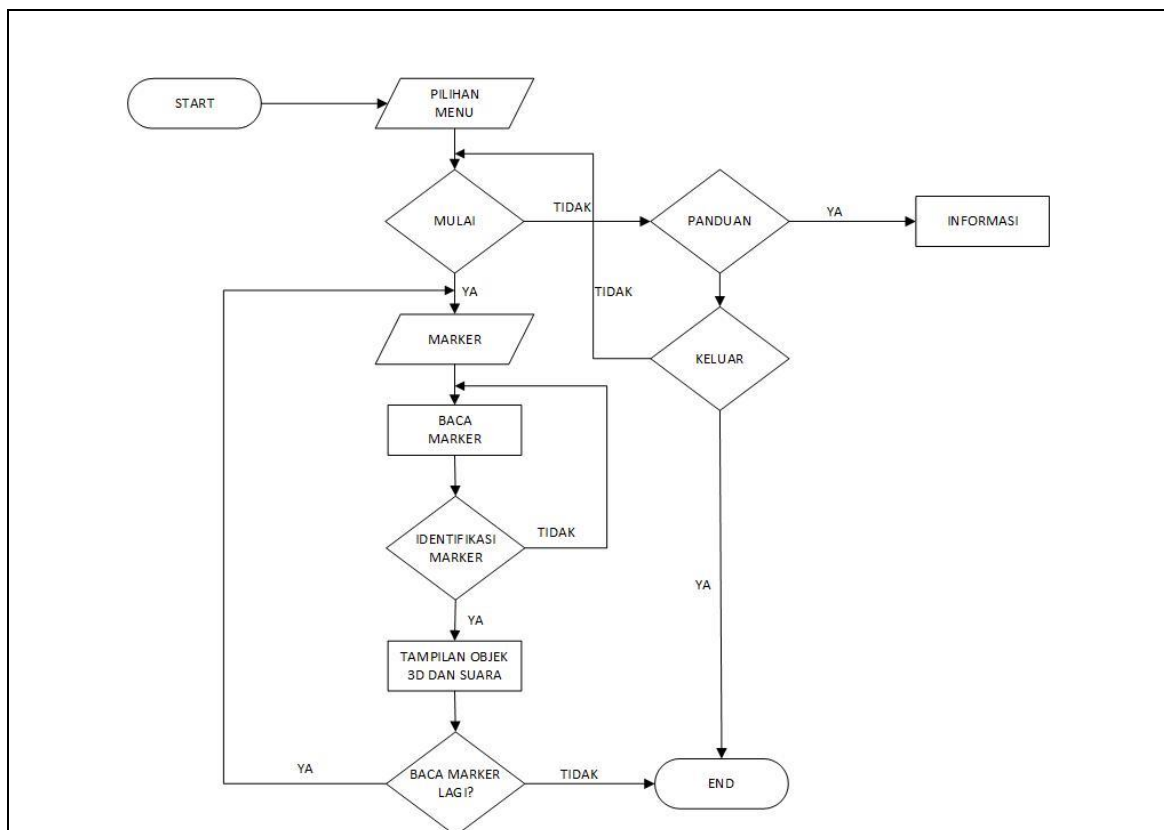 START
PILIHAN
MENU
MULAI
TIDAK
PANDUAN
YA
INFORMASI
YA
TIDAK
MARKER
KELUAR
BACA
MARKER
IDENTIFIKASI
MARKER
TIDAK
YA
YA
TAMPILAN OBJEK
3D DAN SUARA
YA
BACA MARKER
LAGI?
TIDAK
END